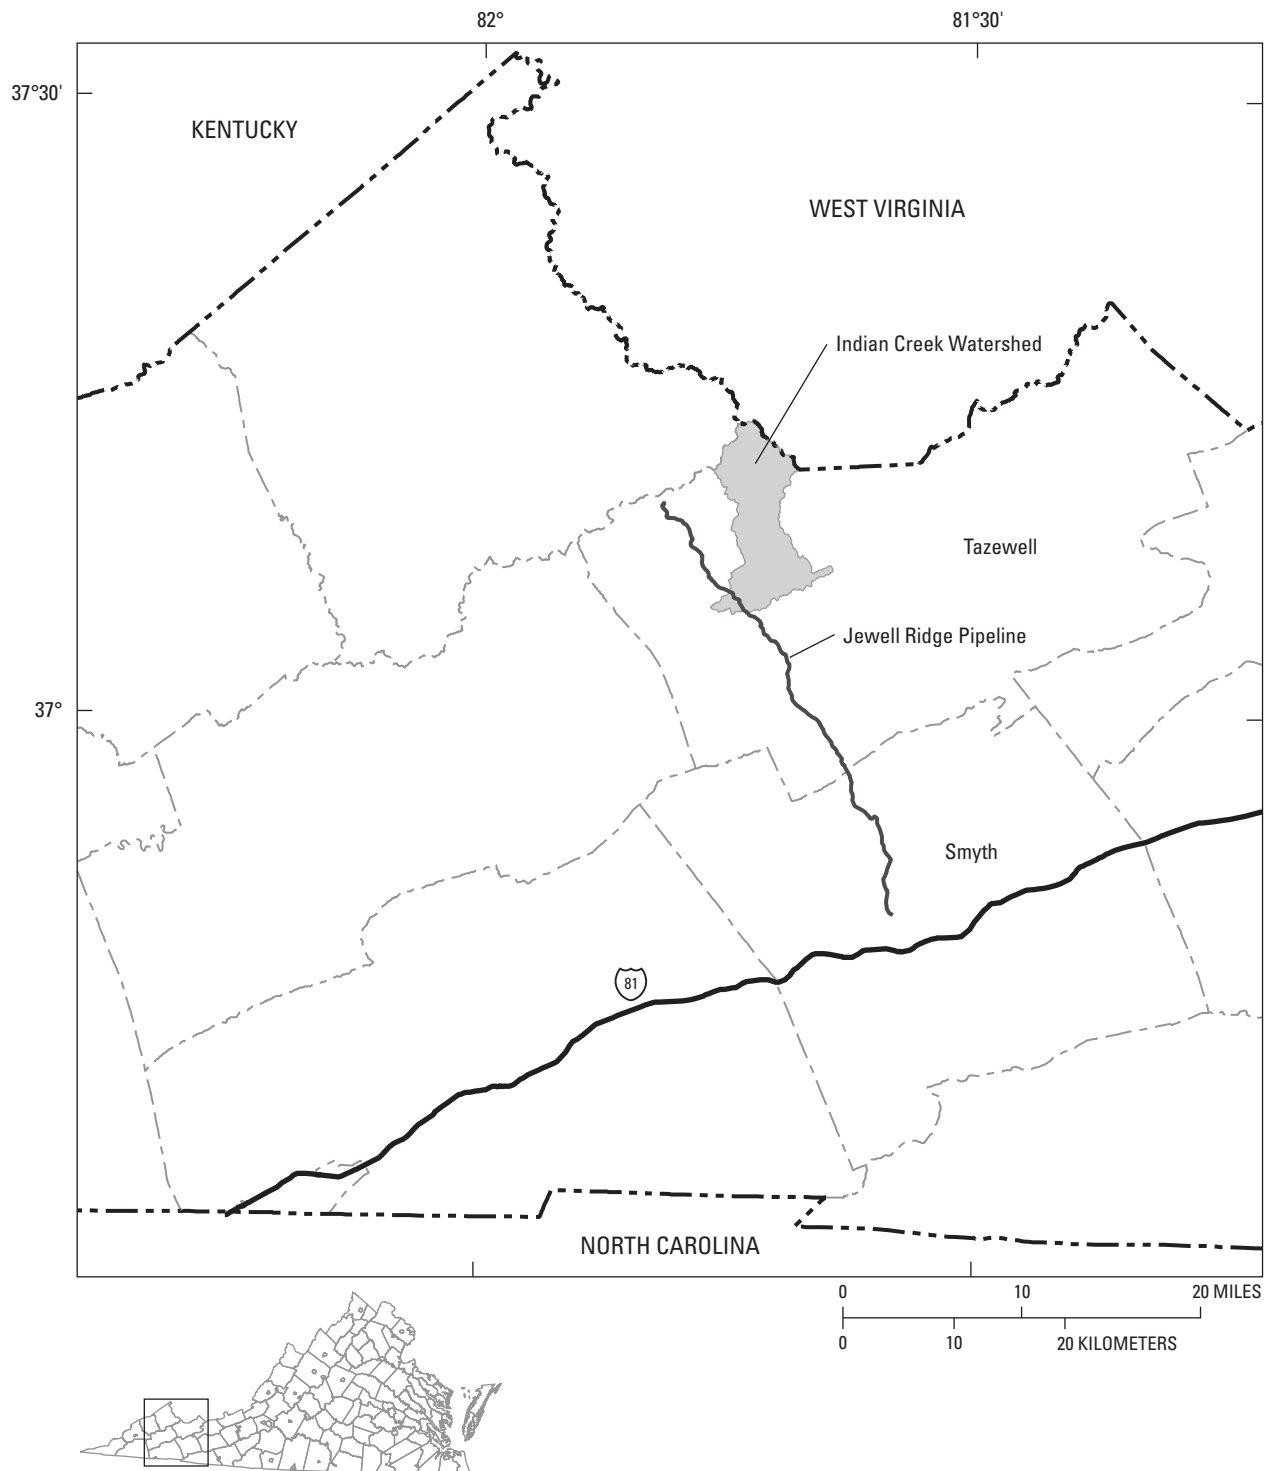 82°
81°30'
37°30'
KENTUCKY
WEST VIRGINIA
Indian Creek Watershed
Tazewell
Jewell Ridge Pipeline
37°
Smyth
81
NORTH CAROLINA
0 10 20 MILES
0 10 20 KILOMETERS